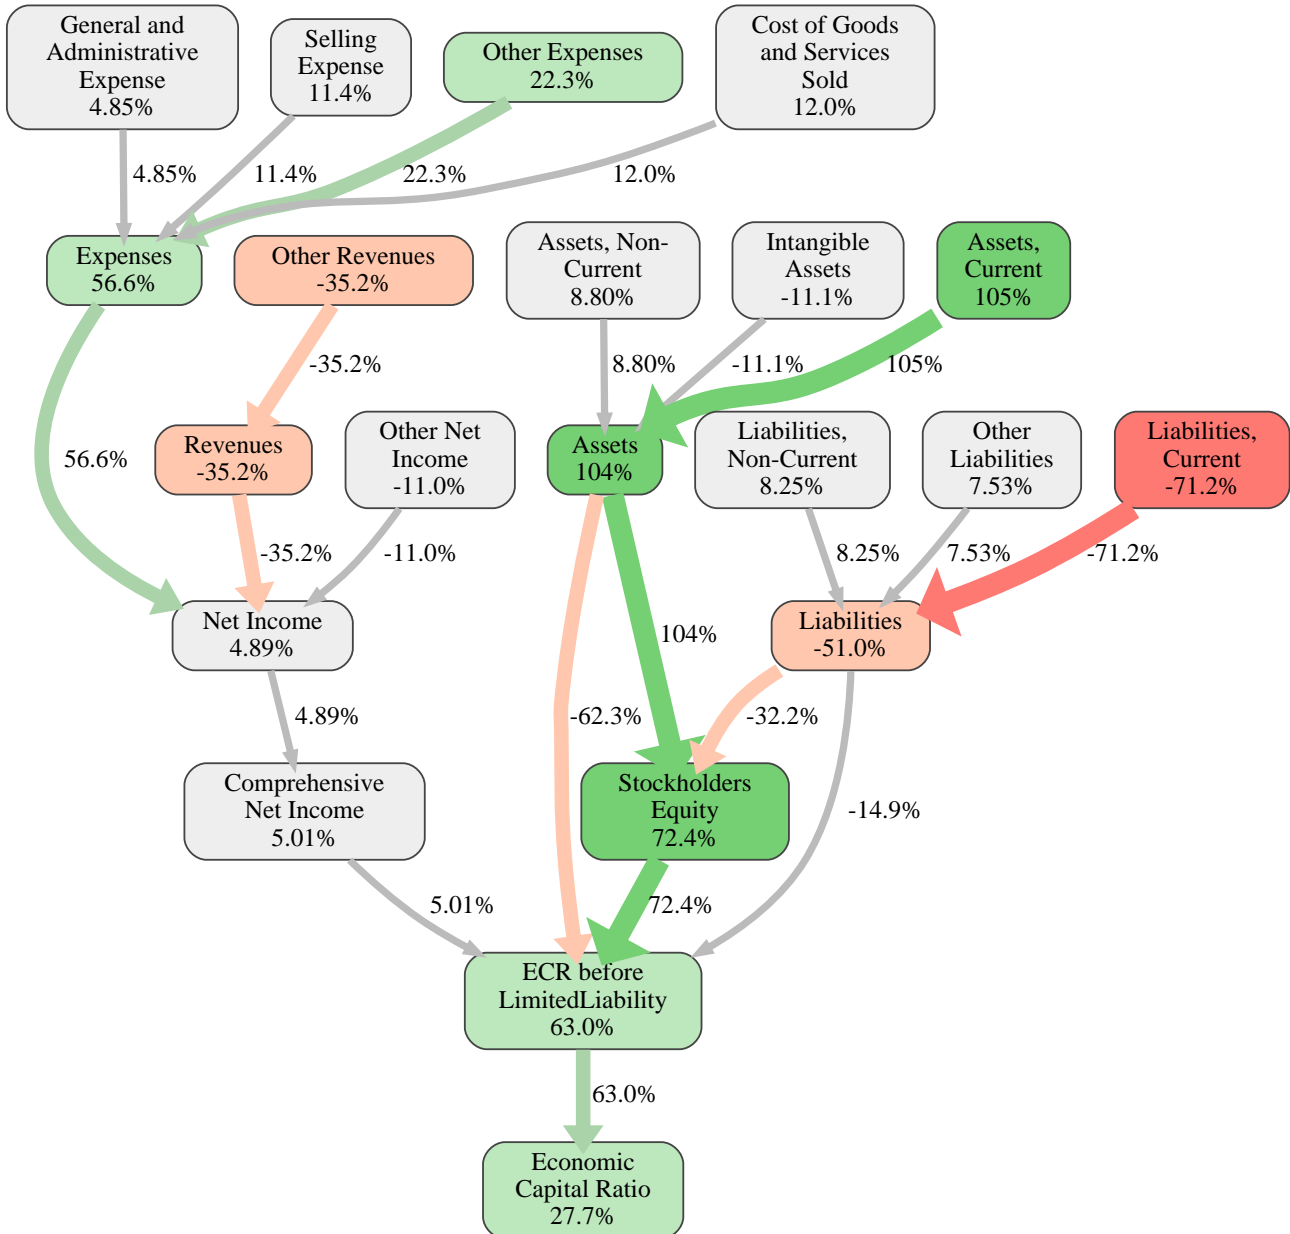 General and
Administrative
Expense
4.85%
Selling
Expense
11.4%
Other Expenses
22.3%
Cost of Goods
and Services
Sold
12.0%
4.85%
11.4%
22.3%
12.0%
Expenses
56.6%
Other Revenues
-35.2%
Assets, Non-
Current
8.80%
Intangible
Assets
-11.1%
Assets,
Current
105%
-35.2%
8.80%
-11.1%
105%
56.6%
Revenues
-35.2%
Other Net
Income
-11.0%
Assets
104%
Liabilities,
Non-Current
8.25%
Other
Liabilities
7.53%
Liabilities,
Current
-71.2%
-35.2%
-11.0%
8.25%
7.53%
-71.2%
Net Income
4.89%
104%
Liabilities
-51.0%
4.89%
-62.3%
-32.2%
Comprehensive
Net Income
5.01%
Stockholders
Equity
72.4%
-14.9%
5.01%
72.4%
ECR before
LimitedLiability
63.0%
63.0%
Economic
Capital Ratio
27.7%